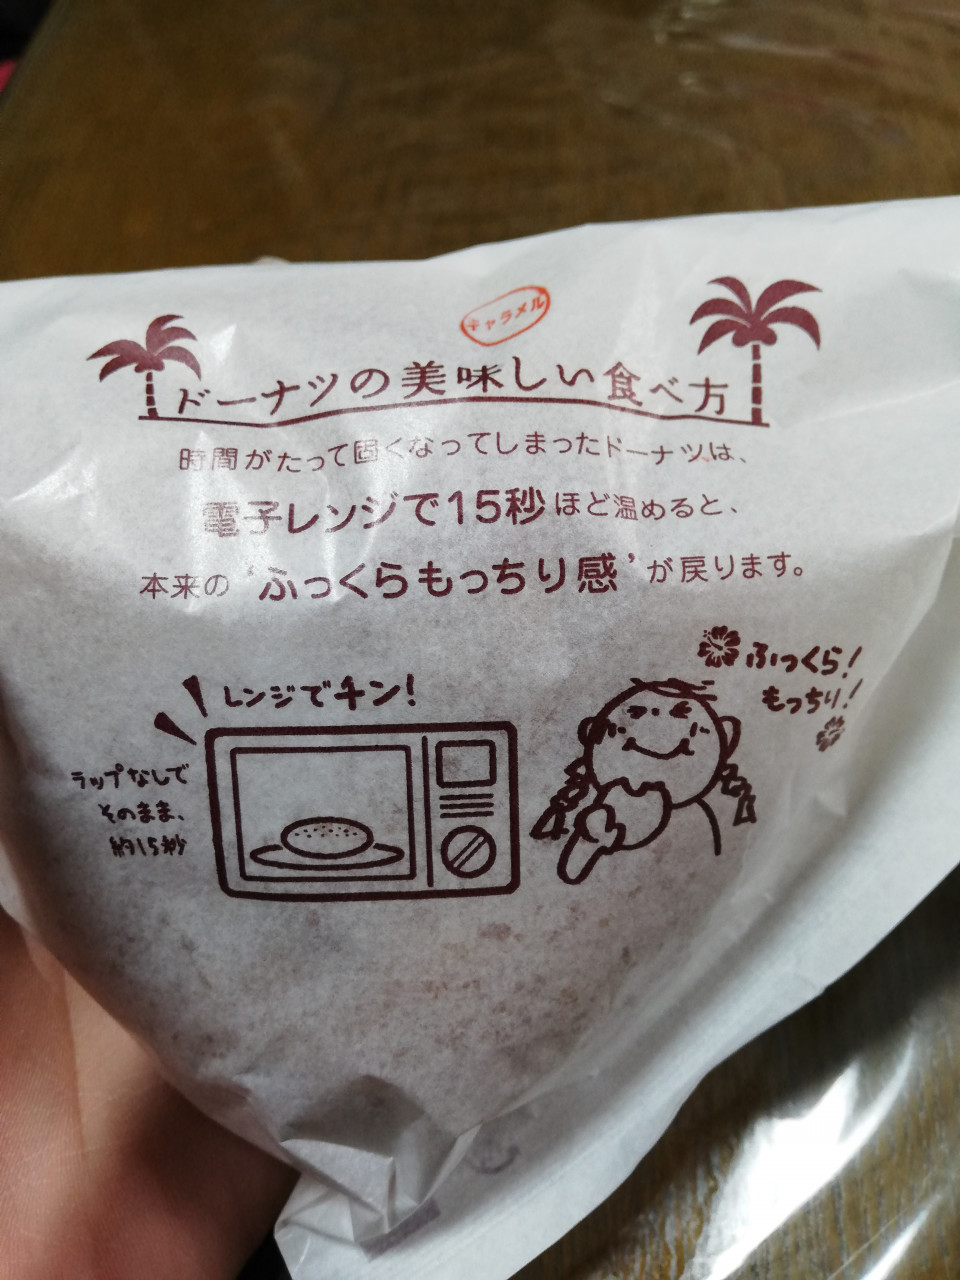 キャラメル
ドーナツの美味しい食べ方
時間がたって固くなってしまったドーナツは、
電子レンジで15秒ほど温めると、
本来の‘ふっくらもっちり感’が戻ります。
レンジでチン!
ラップなしで
そのまま、
約15秒
ふっくら!
もっちり!